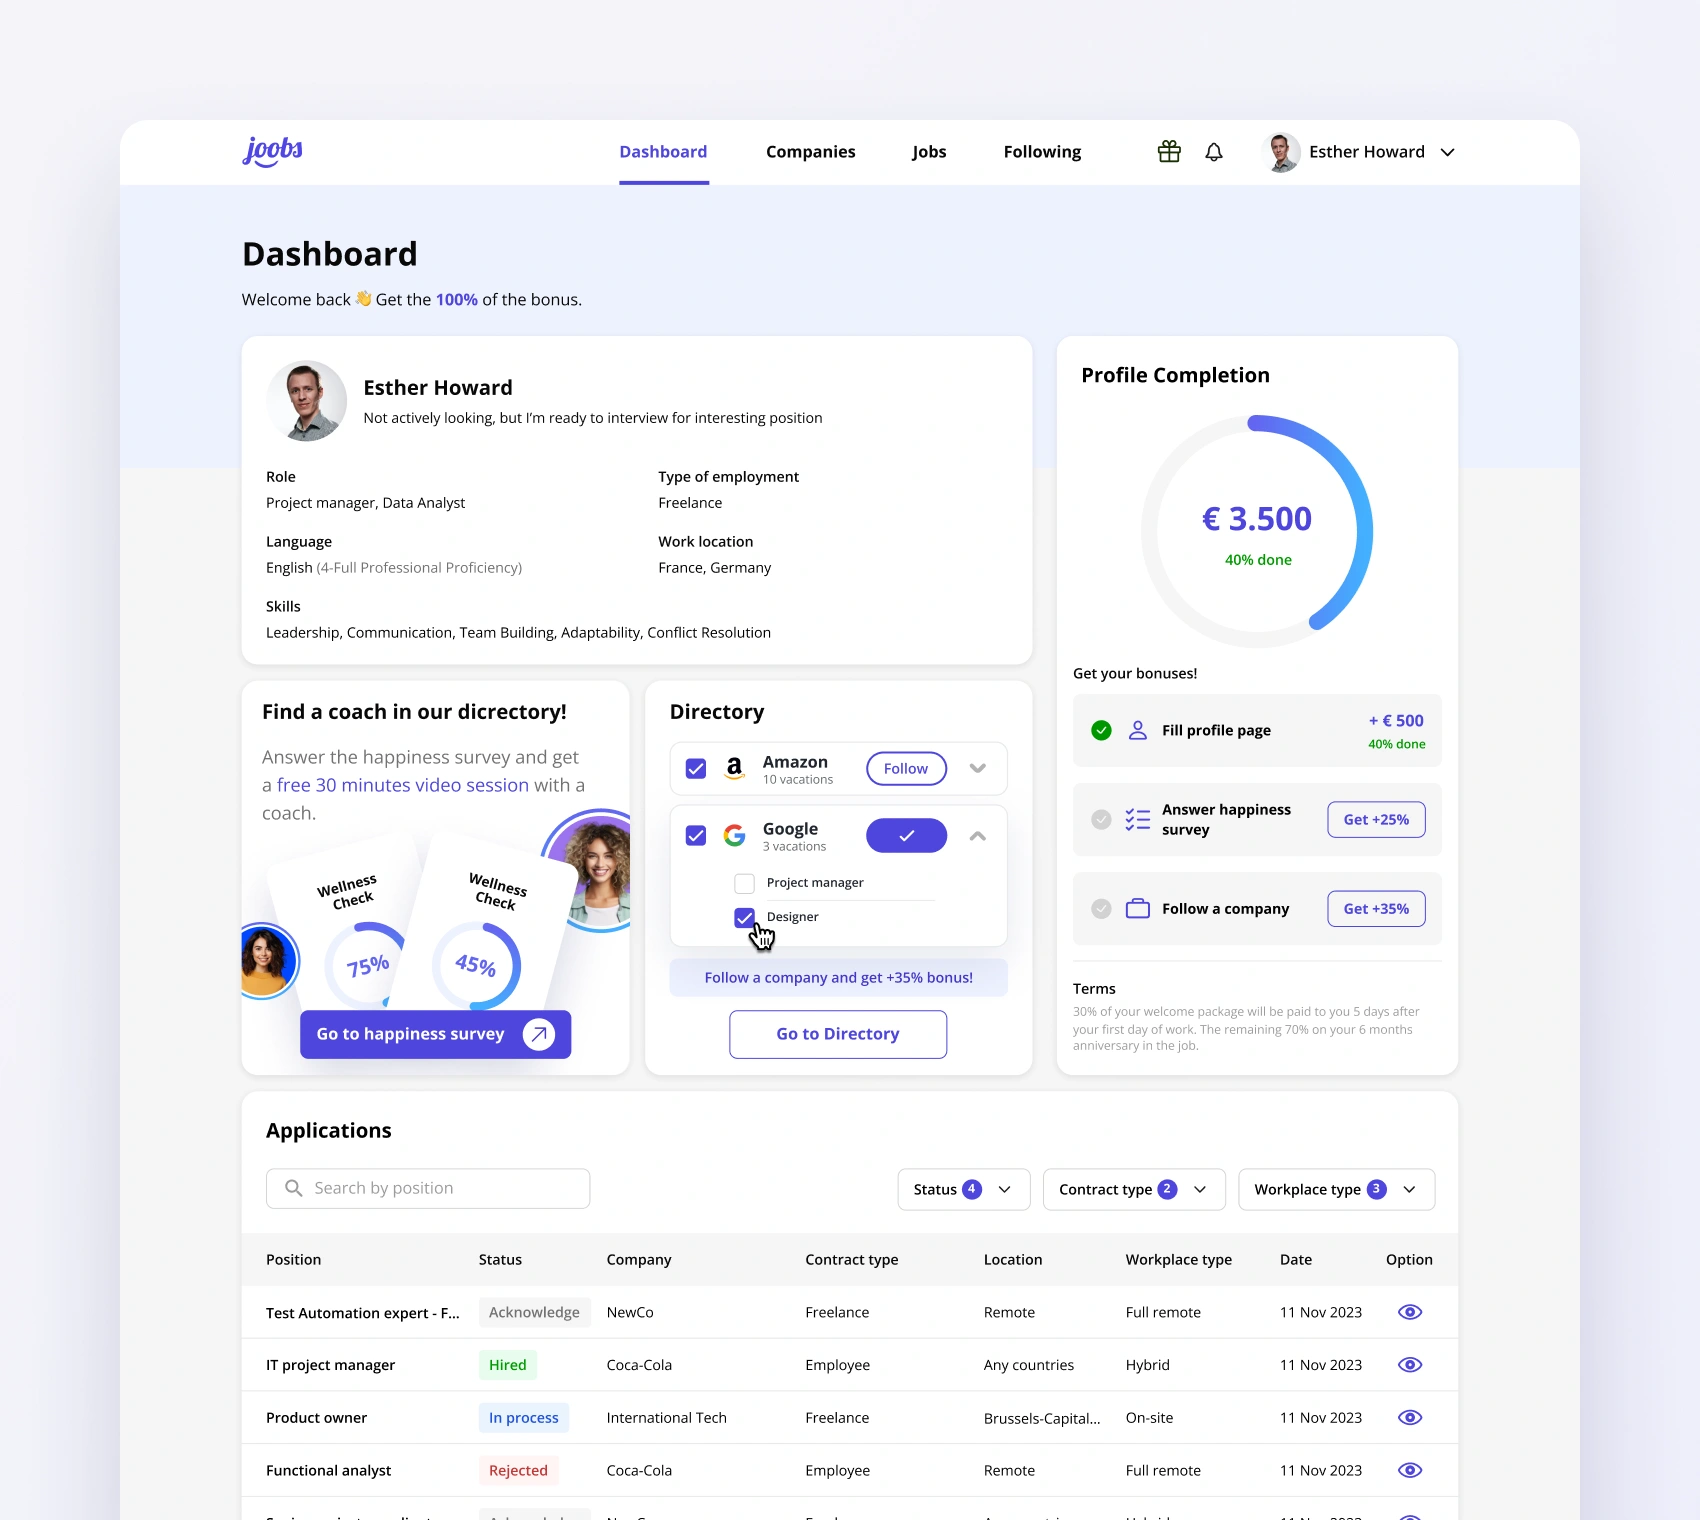 joobs
Dashboard
Companies
Jobs
Following
Esther Howard
Dashboard
Welcome back 👋 Get the 100% of the bonus.
Esther Howard
Not actively looking, but I'm ready to interview for interesting position
Role
Project manager, Data Analyst
Type of employment
Freelance
Language
English (4-Full Professional Proficiency)
Work location
France, Germany
Skills
Leadership, Communication, Team Building, Adaptability, Conflict Resolution
Profile Completion
€ 3.500
40% done
Get your bonuses!
Fill profile page
+ € 500
40% done
Answer happiness
survey
Get +25%
Follow a company
Get +35%
Terms
30% of your welcome package will be paid to you 5 days after
your first day of work. The remaining 70% on your 6 months
anniversary in the job.
Find a coach in our dicrectory!
Answer the happiness survey and get
a free 30 minutes video session with a
coach.
Wellness
Check
75%
Wellness
Check
45%
Go to happiness survey
Directory
Amazon
10 vacations
Follow
Google
3 vacations
Project manager
Designer
Follow a company and get +35% bonus!
Go to Directory
Applications
Search by position
Status 4
Contract type 2
Workplace type 3
Position Status Company Contract type Location Workplace type Date Option
Test Automation expert - F... Acknowledge NewCo Freelance Remote Full remote 11 Nov 2023
IT project manager Hired Coca-Cola Employee Any countries Hybrid 11 Nov 2023
Product owner In process International Tech Freelance Brussels-Capital... On-site 11 Nov 2023
Functional analyst Rejected Coca-Cola Employee Remote Full remote 11 Nov 2023